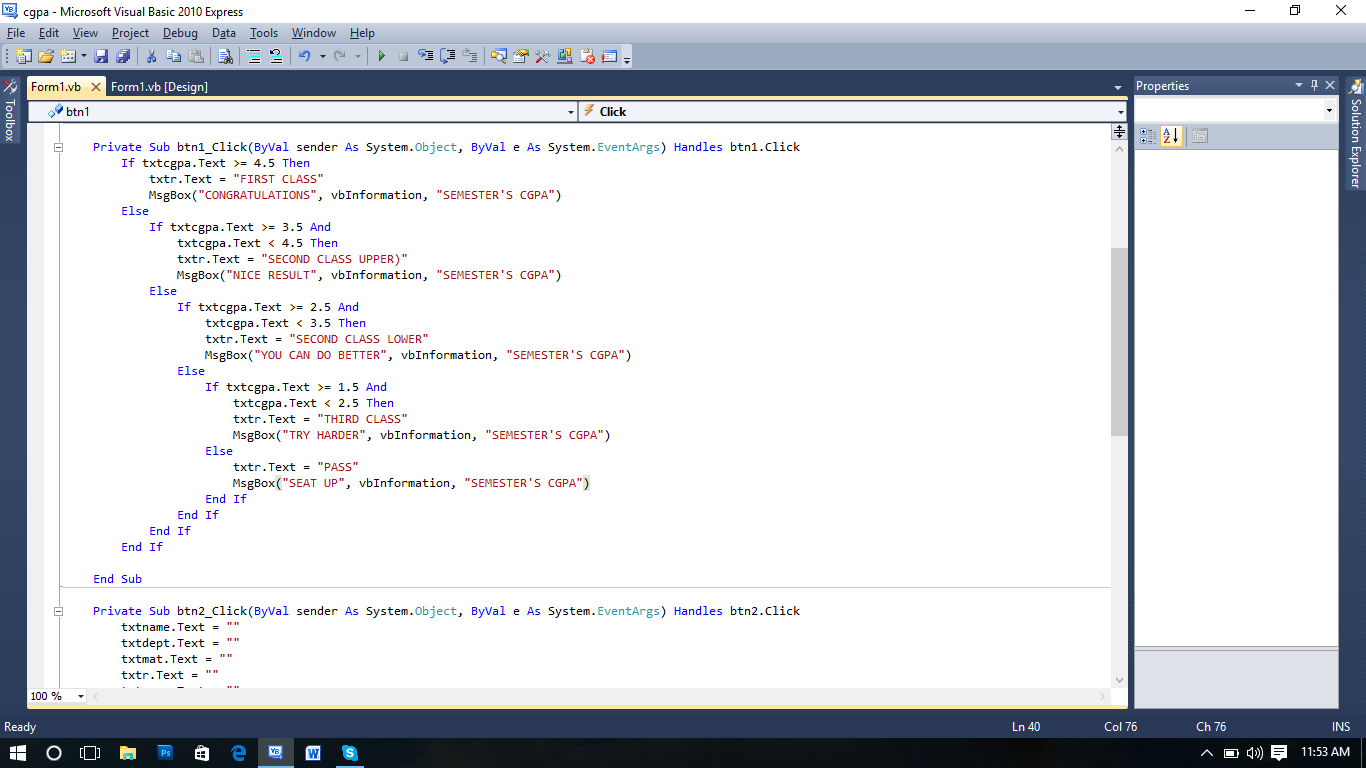 cgpa - Microsoft Visual Basic 2010 Express
File Edit View Project Debug Data Tools Window Help
Form1.vb Form1.vb [Design]
Properties
Toolbox
Solution Explorer
btn1 Click
Private Sub btn1_Click(ByVal sender As System.Object, ByVal e As System.EventArgs) Handles btn1.Click
If txtcgpa.Text >= 4.5 Then
txtr.Text = "FIRST CLASS"
MsgBox("CONGRATULATIONS", vbInformation, "SEMESTER'S CGPA")
Else
If txtcgpa.Text >= 3.5 And
txtcgpa.Text < 4.5 Then
txtr.Text = "SECOND CLASS UPPER)"
MsgBox("NICE RESULT", vbInformation, "SEMESTER'S CGPA")
Else
If txtcgpa.Text >= 2.5 And
txtcgpa.Text < 3.5 Then
txtr.Text = "SECOND CLASS LOWER"
MsgBox("YOU CAN DO BETTER", vbInformation, "SEMESTER'S CGPA")
Else
If txtcgpa.Text >= 1.5 And
txtcgpa.Text < 2.5 Then
txtr.Text = "THIRD CLASS"
MsgBox("TRY HARDER", vbInformation, "SEMESTER'S CGPA")
Else
txtr.Text = "PASS"
MsgBox("SEAT UP", vbInformation, "SEMESTER'S CGPA")
End If
End If
End If
End If
End Sub
Private Sub btn2_Click(ByVal sender As System.Object, ByVal e As System.EventArgs) Handles btn2.Click
txtname.Text = ""
txtdept.Text = ""
txtmat.Text = ""
txtr.Text = ""
100 %
Ready Ln 40 Col 76 Ch 76 INS
11:53 AM